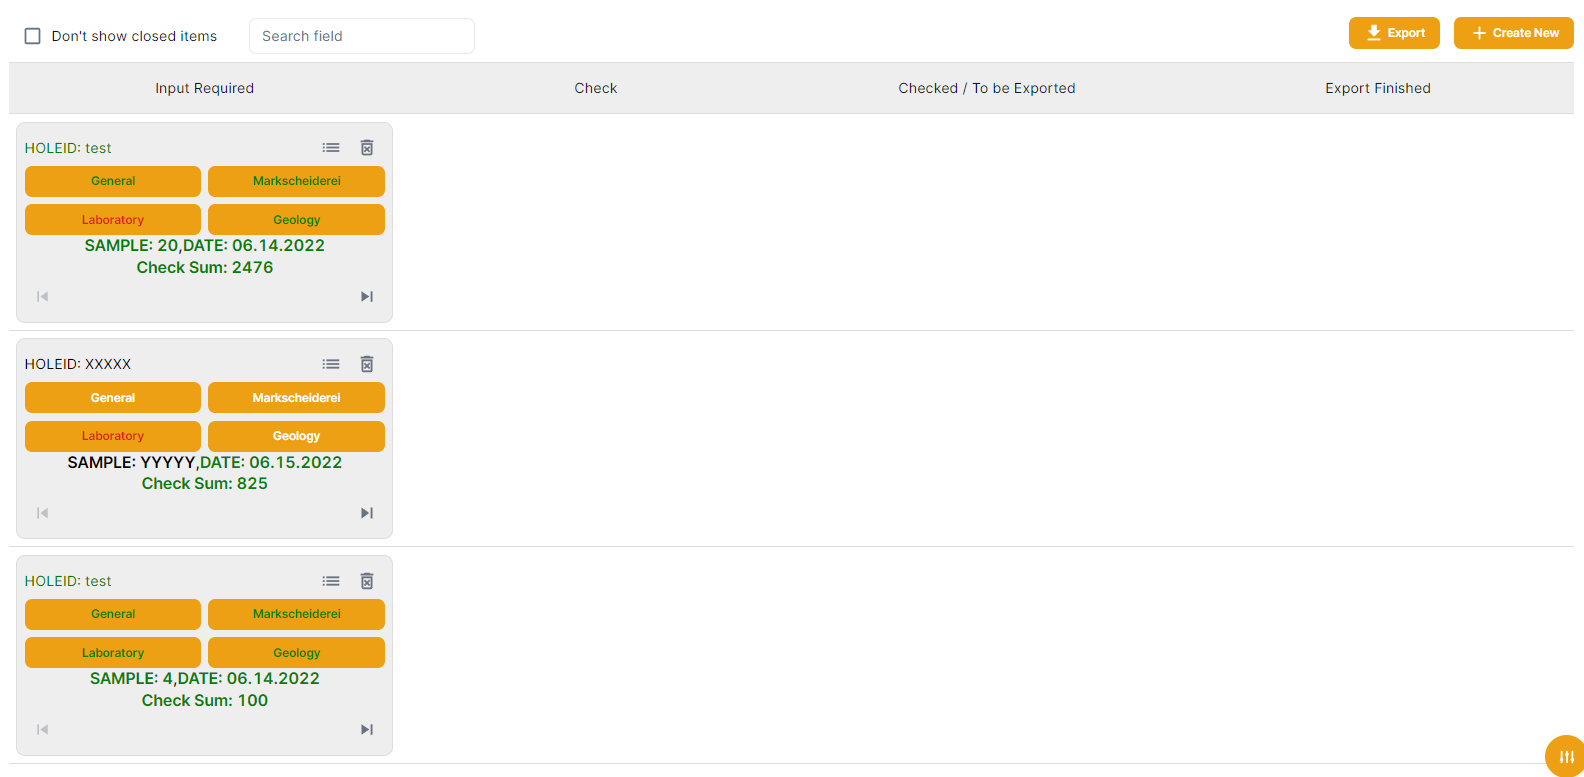 Don't show closed items
Search field
Export
Create New
Input Required
Check
Checked / To be Exported
Export Finished
HOLEID: test
General
Markscheiderei
Laboratory
Geology
SAMPLE: 20,DATE: 06.14.2022
Check Sum: 2476
HOLEID: XXXXX
General
Markscheiderei
Laboratory
Geology
SAMPLE: YYYYY,DATE: 06.15.2022
Check Sum: 825
HOLEID: test
General
Markscheiderei
Laboratory
Geology
SAMPLE: 4,DATE: 06.14.2022
Check Sum: 100